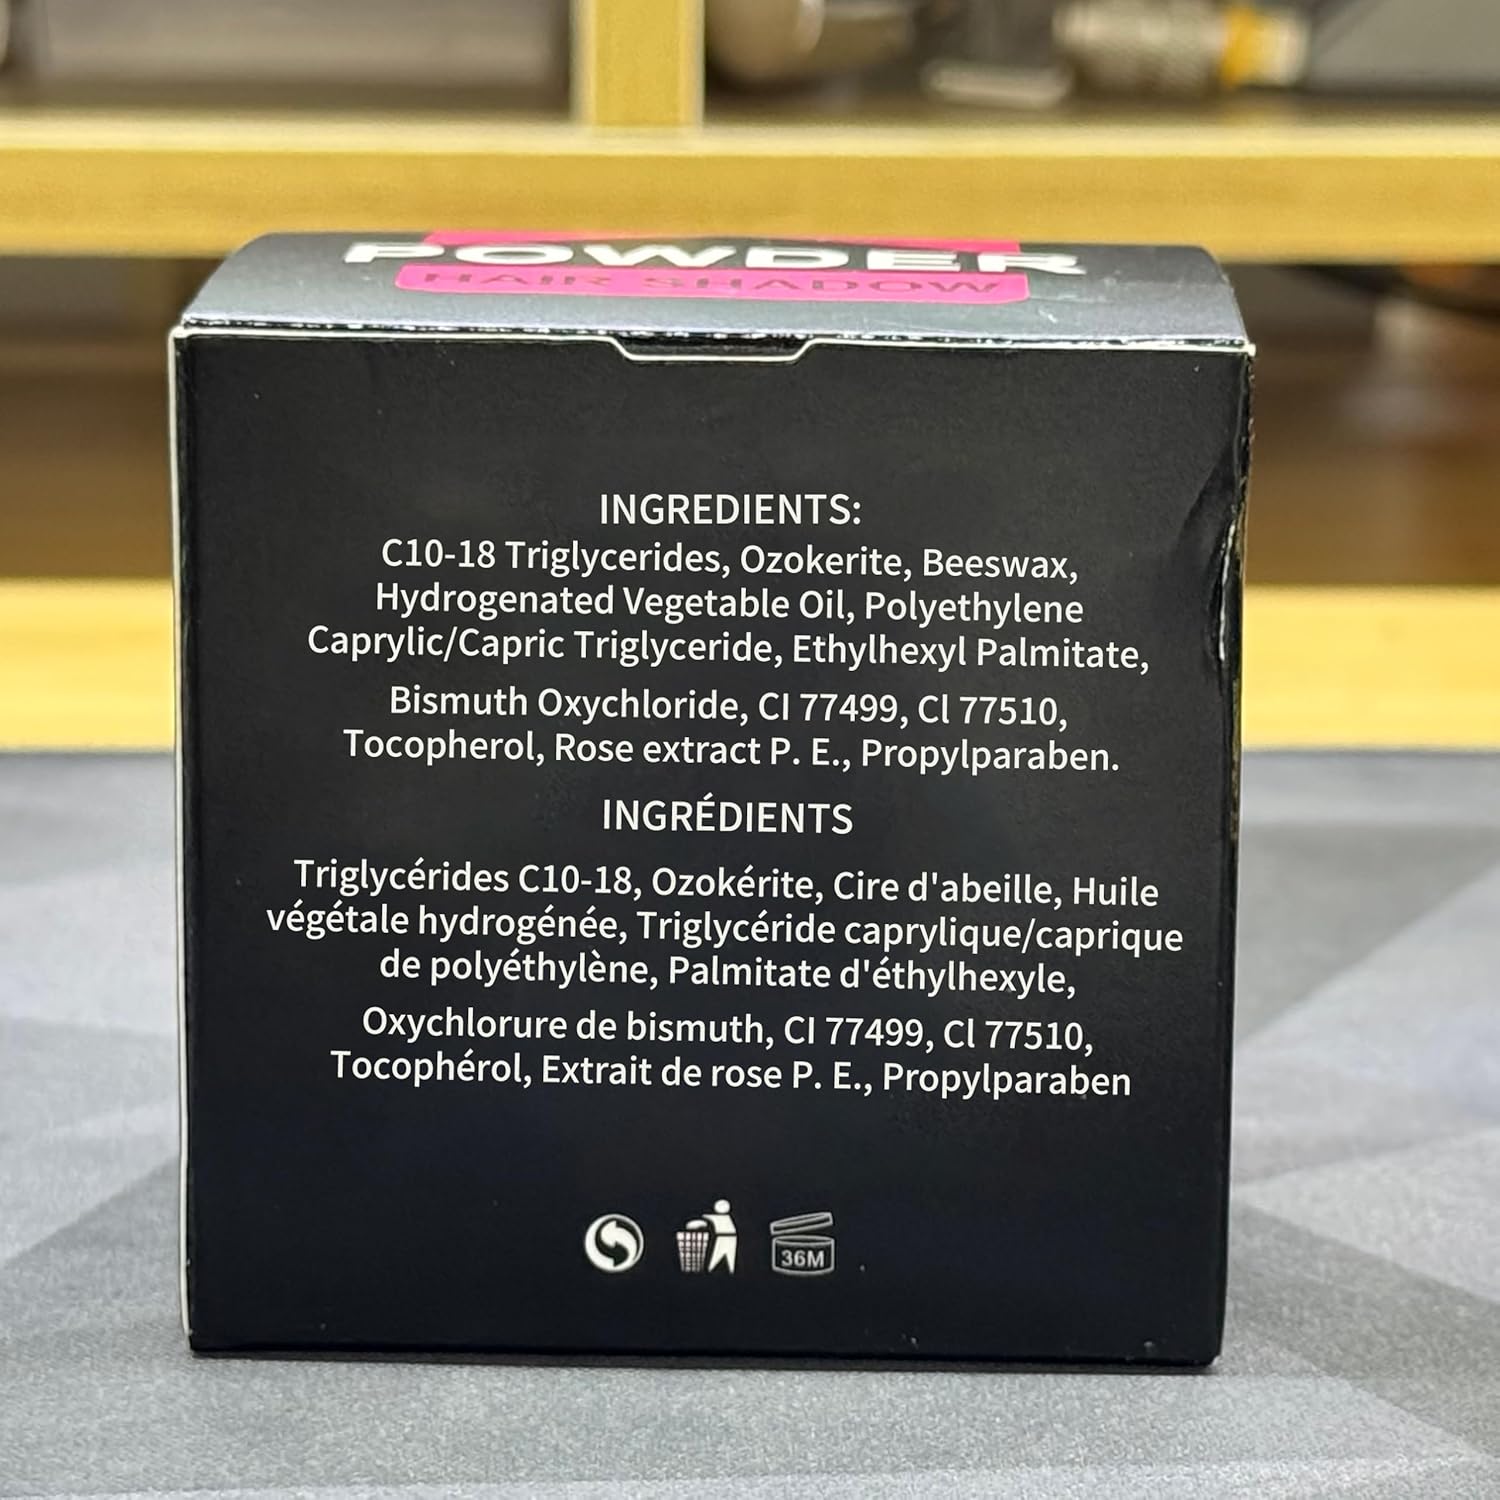 POWDER
HAIR SHADOW
INGREDIENTS:
C10-18 Triglycerides, Ozokerite, Beeswax,
Hydrogenated Vegetable Oil, Polyethylene
Caprylic/Capric Triglyceride, Ethylhexyl Palmitate,
Bismuth Oxychloride, CI 77499, Cl 77510,
Tocopherol, Rose extract P. E., Propylparaben.
INGRÉDIENTS
Triglycérides C10-18, Ozokérite, Cire d'abeille, Huile
végétale hydrogénée, Triglycéride caprylique/caprique
de polyéthylène, Palmitate d'éthylhexyle,
Oxychlorure de bismuth, CI 77499, Cl 77510,
Tocophérol, Extrait de rose P. E., Propylparaben
36M